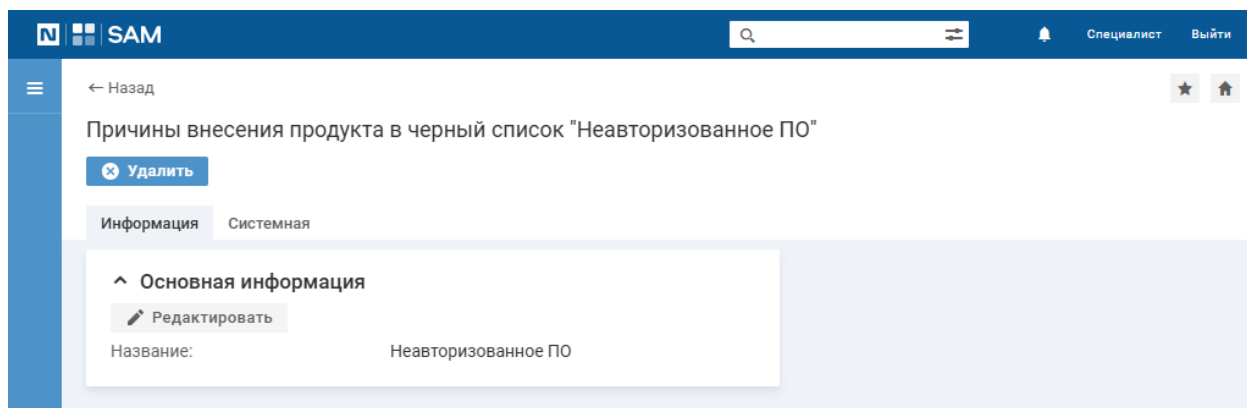 N SAM Специалист Выйти
← Назад
Причины внесения продукта в черный список "Неавторизованное ПО"
Удалить
Информация Системная
Основная информация
Редактировать
Название: Неавторизованное ПО